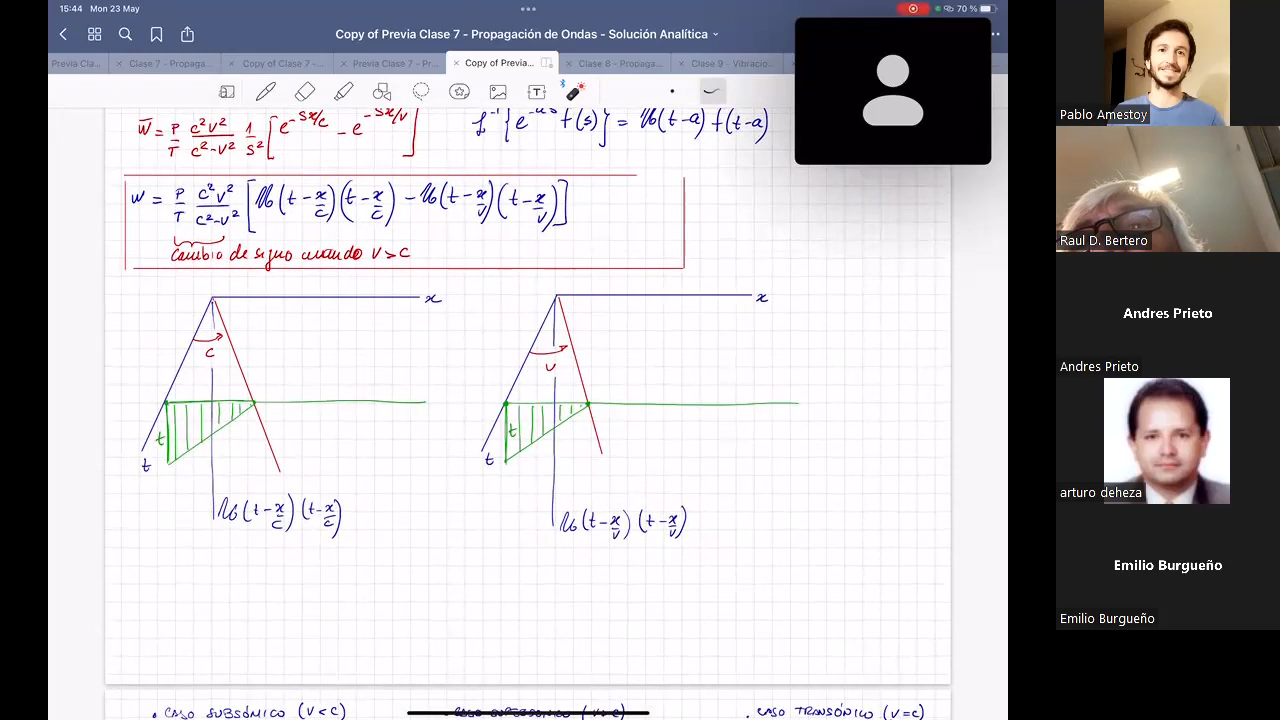 15:44 Mon 23 May
70 %
Copy of Previa Clase 7 - Propagación de Ondas - Solución Analítica
Previa Cla...
Clase 7 - Propaga...
Copy of Clase 7 -...
Previa Clase 7 - Pr...
Copy of Previa...
Clase 8 - Propaga...
Clase 9 - Vibracio...
w̄ = P/T c²v²/(c²-v²) 1/s² [e^(-sx/c) - e^(-sx/v)]
ℒ⁻¹{e^(-as) f(s)} = 𝒰(t-a) f(t-a)
w = P/T c²v²/(c²-v²) [𝒰(t-x/c)(t-x/c) - 𝒰(t-x/v)(t-x/v)]
Cambio de signo cuando v>c
x
c
t
t
𝒰(t-x/c)(t-x/c)
x
v
t
t
𝒰(t-x/v)(t-x/v)
. CASO SUBSÓNICO (V<C)
. CASO TRANSÓNICO (V=C)
Pablo Amestoy
Raul D. Bertero
Andres Prieto
Andres Prieto
arturo deheza
Emilio Burgueño
Emilio Burgueño